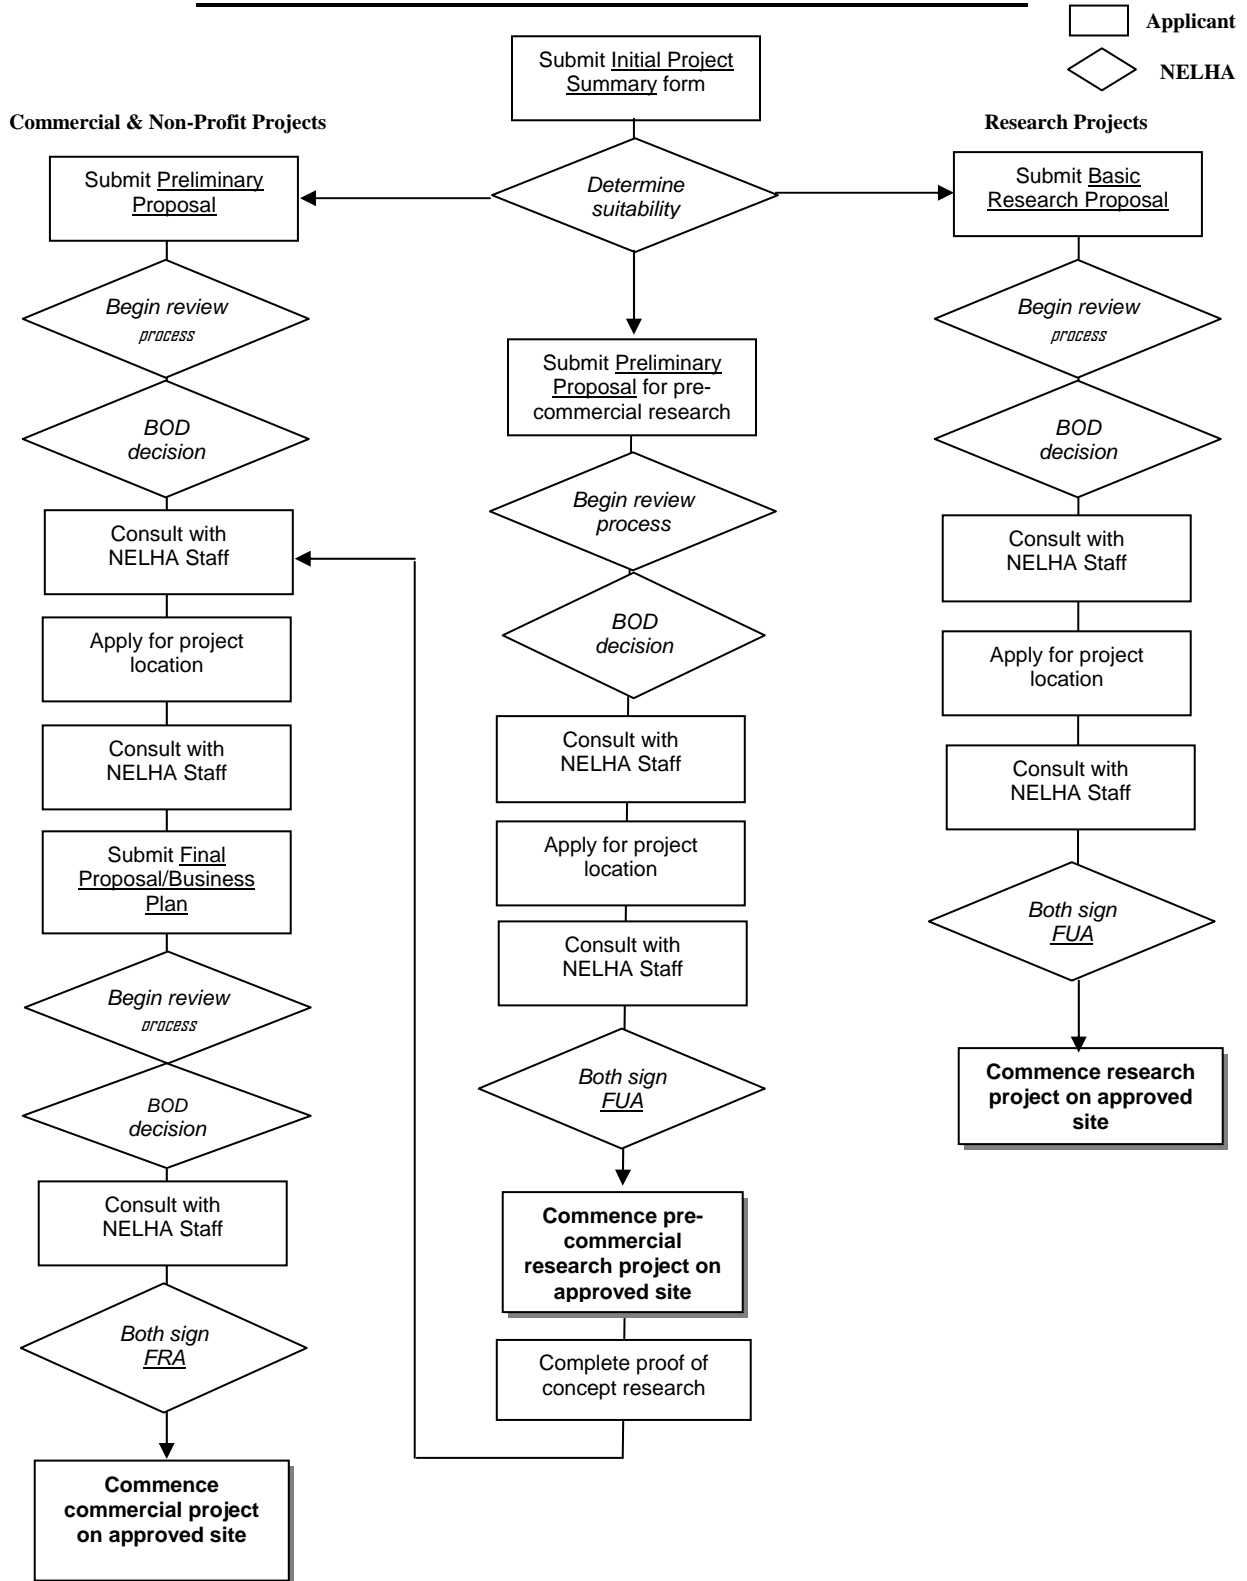 Applicant
NELHA
Submit Initial Project
Summary form
Commercial & Non-Profit Projects
Research Projects
Determine
suitability
Submit Preliminary
Proposal
Begin review
process
BOD
decision
Consult with
NELHA Staff
Apply for project
location
Consult with
NELHA Staff
Submit Final
Proposal/Business
Plan
Begin review
process
BOD
decision
Consult with
NELHA Staff
Both sign
FRA
Commence
commercial project
on approved site
Submit Preliminary
Proposal for pre-
commercial research
Begin review
process
BOD
decision
Consult with
NELHA Staff
Apply for project
location
Consult with
NELHA Staff
Both sign
FUA
Commence pre-
commercial
research project on
approved site
Complete proof of
concept research
Submit Basic
Research Proposal
Begin review
process
BOD
decision
Consult with
NELHA Staff
Apply for project
location
Consult with
NELHA Staff
Both sign
FUA
Commence research
project on approved
site